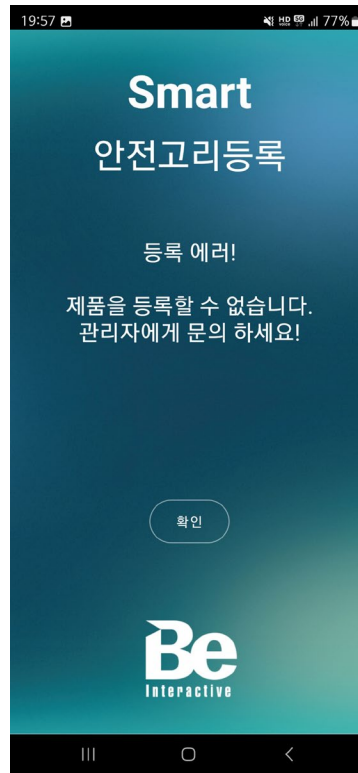 19:57
77%
Smart
안전고리등록
등록 에러!
제품을 등록할 수 없습니다.
관리자에게 문의 하세요!
확인
Be
Interactive